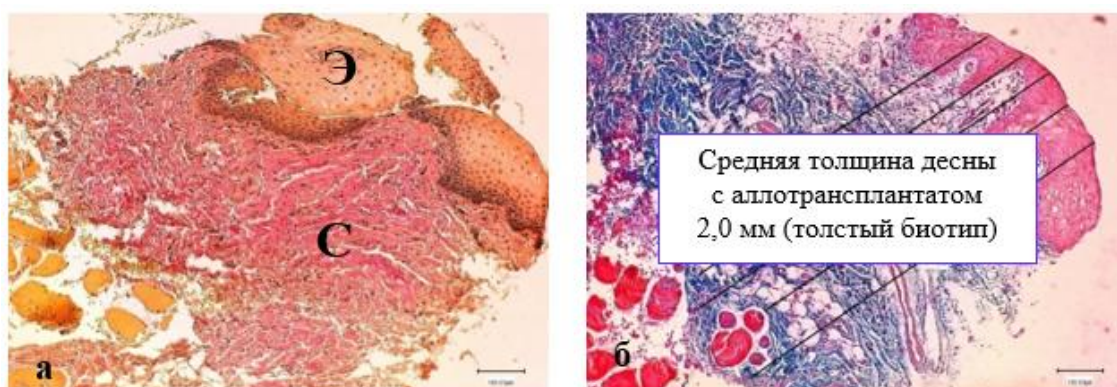 Э
С
а
Средняя толщина десны
с аллотрансплантатом
2,0 мм (толстый биотип)
б